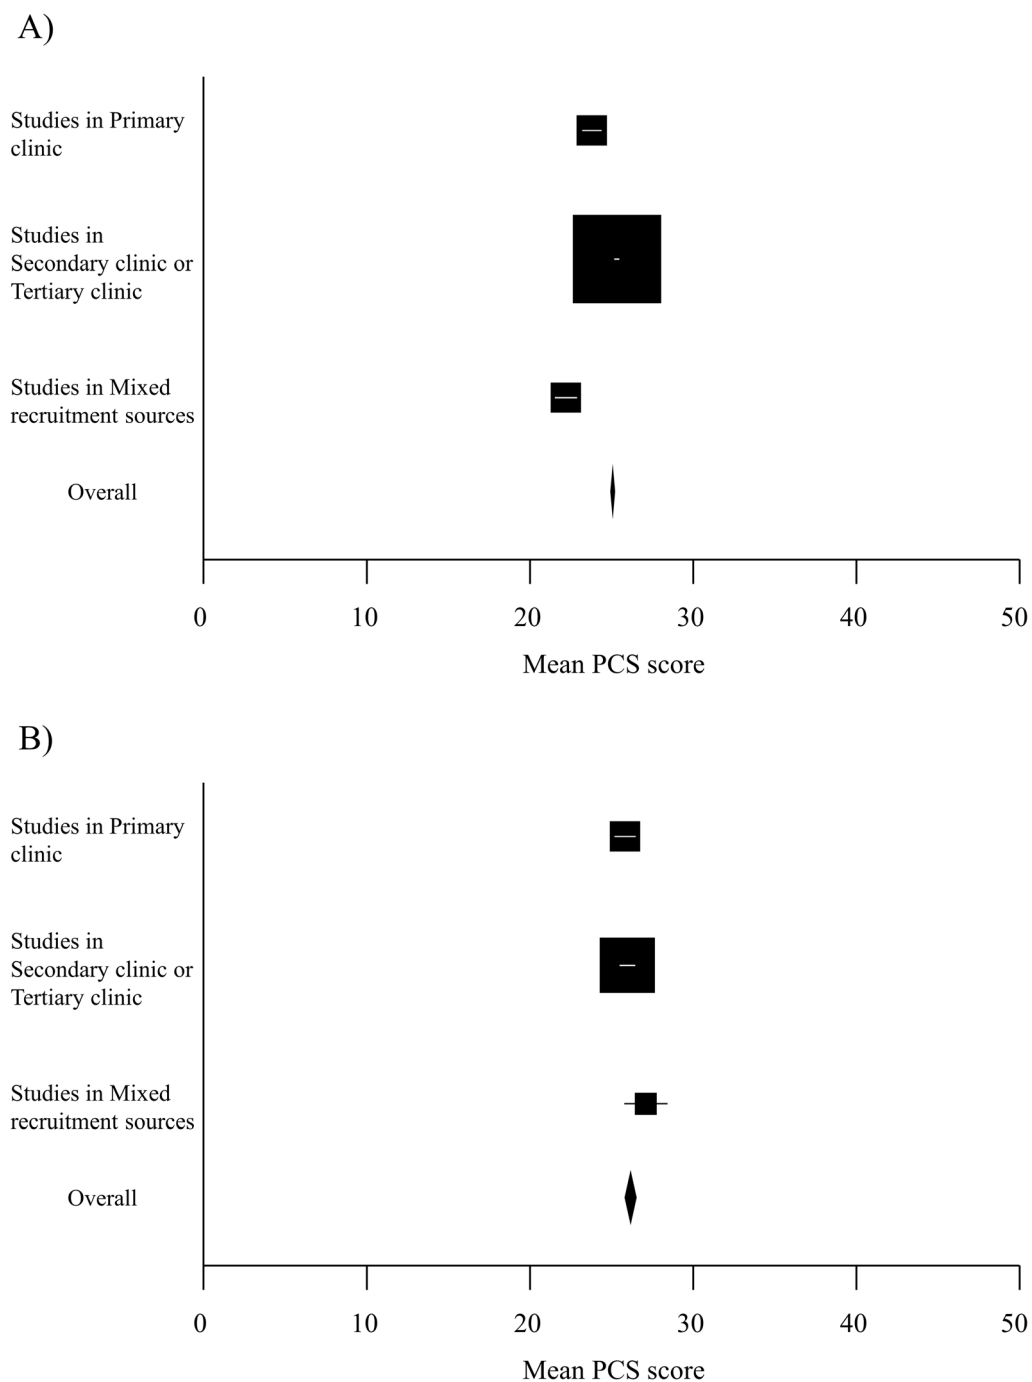 A)
Studies in Primary
clinic
Studies in
Secondary clinic or
Tertiary clinic
Studies in Mixed
recruitment sources
Overall
0 10 20 30 40 50
Mean PCS score
B)
Studies in Primary
clinic
Studies in
Secondary clinic or
Tertiary clinic
Studies in Mixed
recruitment sources
Overall
0 10 20 30 40 50
Mean PCS score